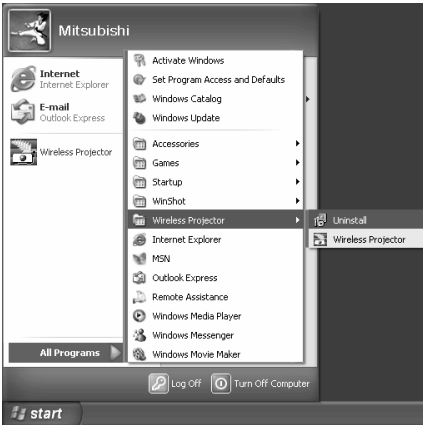 Mitsubishi
Internet
Internet Explorer
E-mail
Outlook Express
Wireless Projector
Activate Windows
Set Program Access and Defaults
Windows Catalog
Windows Update
Accessories
Games
Startup
WinShot
Wireless Projector
Internet Explorer
MSN
Outlook Express
Remote Assistance
Windows Media Player
Windows Messenger
Windows Movie Maker
Uninstall
Wireless Projector
All Programs
Log Off
Turn Off Computer
start